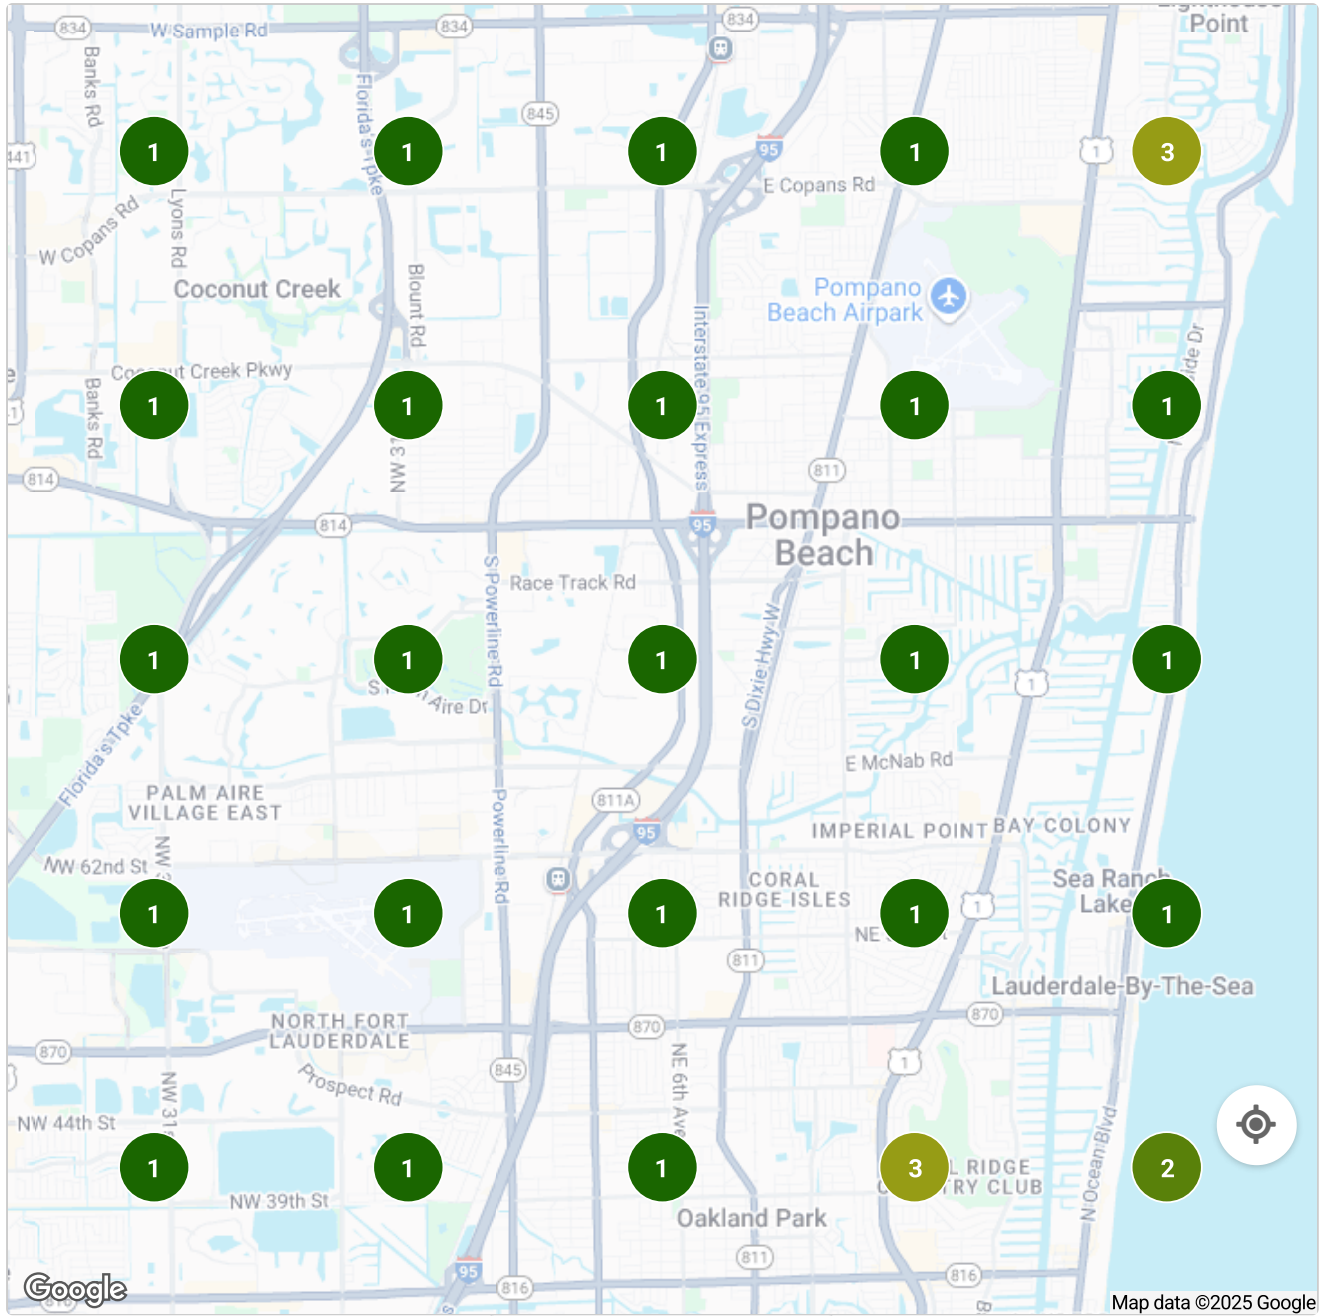 Lighthouse
Point
834
W Sample Rd
834
834
Banks Rd
Florida's Tpke
845
441
1
1
1
1
1
3
95
E Copans Rd
Lyons Rd
W Copans Rd
Coconut Creek
Blount Rd
Interstate 95 Express
Pompano
Beach Airpark
Coconut Creek Pkwy
Banks Rd
1
1
1
1
1
811
814
814
95
Pompano
Beach
S Powerline Rd
Race Track Rd
S Dixie Hwy W
1
1
1
1
1
1
Aire Dr
Florida's Tpke
E McNab Rd
PALM AIRE
VILLAGE EAST
Powerline Rd
811A
95
IMPERIAL POINT
BAY COLONY
NW 62nd St
CORAL
RIDGE ISLES
Sea Ranch
Lake
1
1
1
1
1
1
811
Lauderdale-By-The-Sea
NORTH FORT
LAUDERDALE
870
870
870
845
Prospect Rd
NE 6th Ave
1
NW 44th St
NW 31s
N Ocean Blvd
1
1
1
3
2
L RIDGE
TRY CLUB
NW 39th St
Oakland Park
811
95
816
816
Google
Map data ©2025 Google